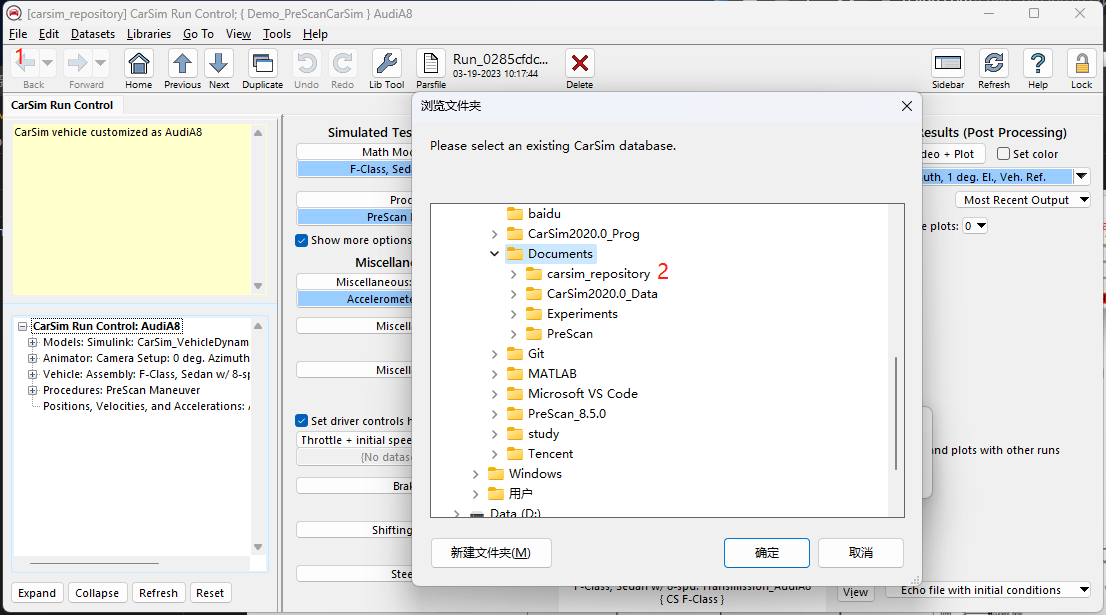 [carsim_repository] CarSim Run Control; { Demo_PreScanCarSim } AudiA8
File Edit Datasets Libraries Go To View Tools Help
1
Back Forward Home Previous Next Duplicate Undo Redo Lib Tool Parsfile
Run_0285cfdc...
03-19-2023 10:17:44
Delete Sidebar Refresh Help Lock
CarSim Run Control
CarSim vehicle customized as AudiA8
CarSim Run Control: AudiA8
Models: Simulink: CarSim_VehicleDynam
Animator: Camera Setup: 0 deg. Azimuth
Vehicle: Assembly: F-Class, Sedan w/ 8-sp
Procedures: PreScan Maneuver
Positions, Velocities, and Accelerations:
Expand Collapse Refresh Reset
Simulated Tes
Math Mo
F-Class, Sed
Proc
PreScan
Show more options
Miscellane
Miscellaneous:
Acceleromete
Miscell
Miscell
Set driver controls h
Throttle + initial spee
{No datas
Bra
Shifting
Stee
浏览文件夹
Please select an existing CarSim database.
baidu
CarSim2020.0_Prog
Documents
carsim_repository 2
CarSim2020.0_Data
Experiments
PreScan
Git
MATLAB
Microsoft VS Code
PreScan_8.5.0
study
Tencent
Windows
用户
Data (D:)
新建文件夹(M) 确定 取消
esults (Post Processing)
deo + Plot Set color
uth, 1 deg. El., Veh. Ref.
Most Recent Output
e plots: 0
and plots with other runs
F-Class, Sedan w/ 8-spd. Transmission_AudiA8
{ CS F-Class }
View Echo file with initial conditions